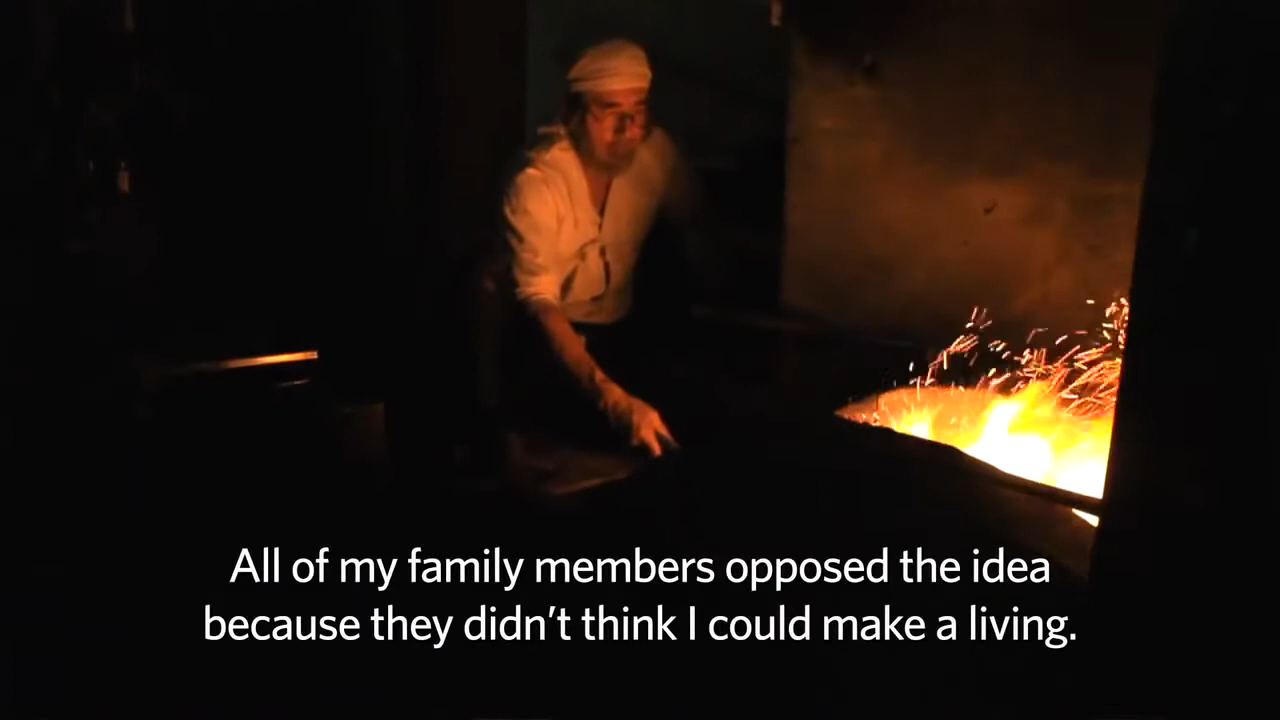 All of my family members opposed the idea
because they didn't think I could make a living.